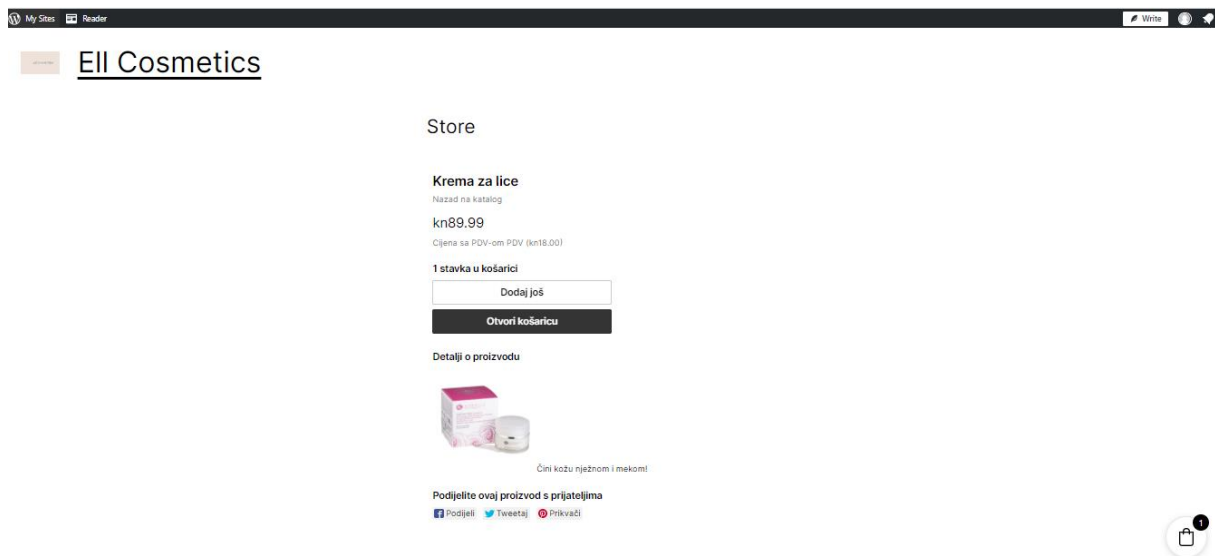 My Sites Reader Write
Ell Cosmetics
Store
Krema za lice
Nazad na katalog
kn89.99
Cijena sa PDV-om PDV (kn18.00)
1 stavka u košarici
Dodaj još
Otvori košaricu
Detalji o proizvodu
Čini kožu nježnom i mekom!
Podijelite ovaj proizvod s prijateljima
Podijeli Tweetaj Prikvači
1